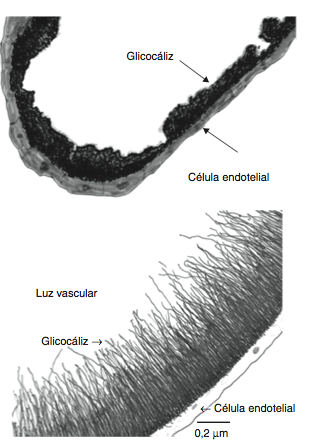 Glicocáliz
Célula endotelial
Luz vascular
Glicocáliz →
← Célula endotelial
0,2 μm